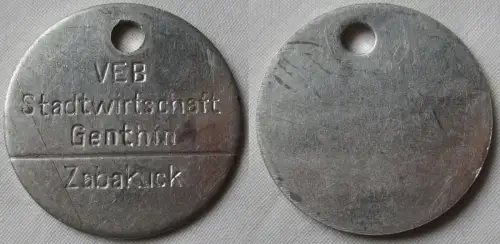 VEB
Stadtwirtschaft
Genthin
Zabakuck